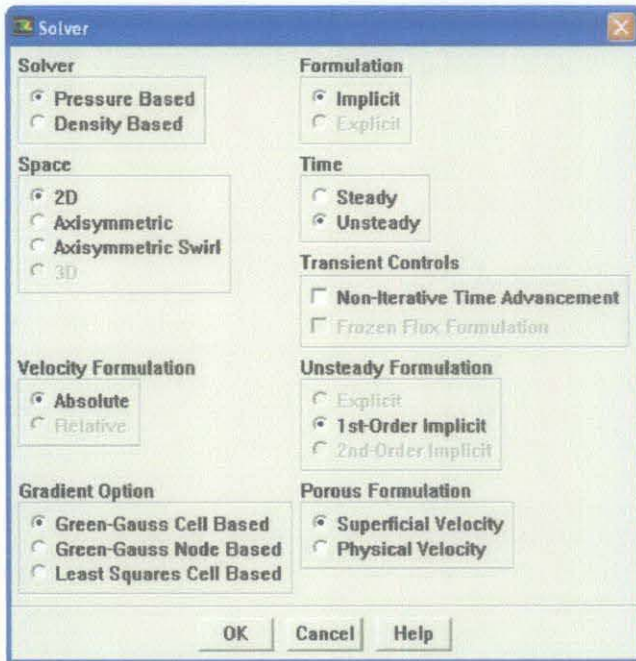 Solver
Solver
Pressure Based
Density Based
Formulation
Implicit
Explicit
Space
2D
Axisymmetric
Axisymmetric Swirl
3D
Time
Steady
Unsteady
Transient Controls
Non-Iterative Time Advancement
Frozen Flux Formulation
Velocity Formulation
Absolute
Relative
Unsteady Formulation
Explicit
1st-Order Implicit
2nd-Order Implicit
Gradient Option
Green-Gauss Cell Based
Green-Gauss Node Based
Least Squares Cell Based
Porous Formulation
Superficial Velocity
Physical Velocity
OK Cancel Help